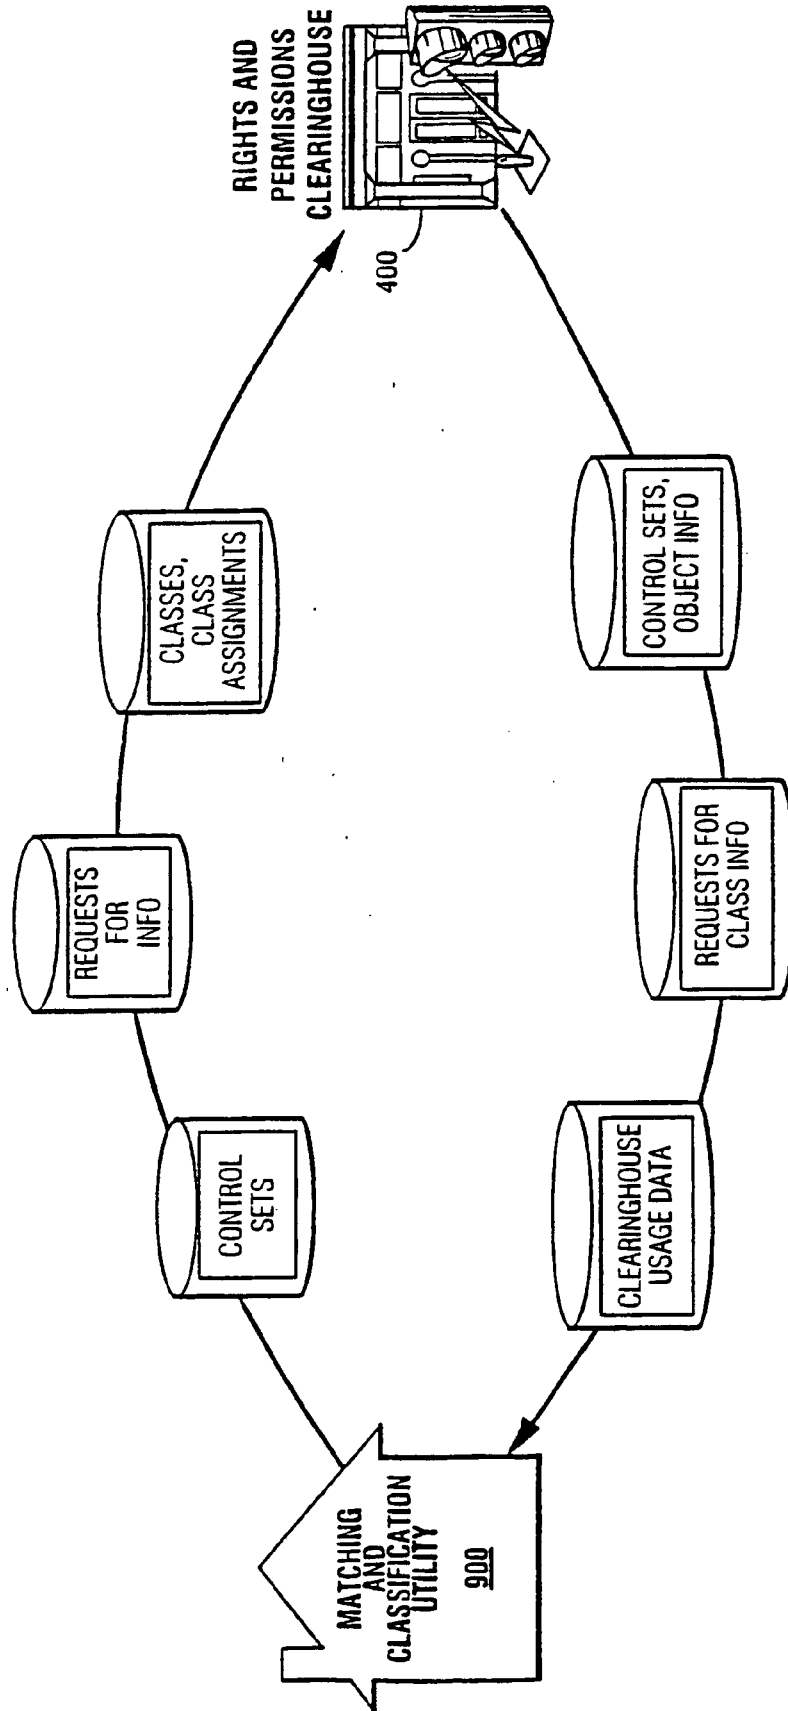 RIGHTS AND
PERMISSIONS
CLEARINGHOUSE
400
CLASSES,
CLASS
ASSIGNMENTS
REQUESTS
FOR
INFO
CONTROL
SETS
MATCHING
AND
CLASSIFICATION
UTILITY
900
CLEARINGHOUSE
USAGE DATA
REQUESTS FOR
CLASS INFO
CONTROL SETS,
OBJECT INFO